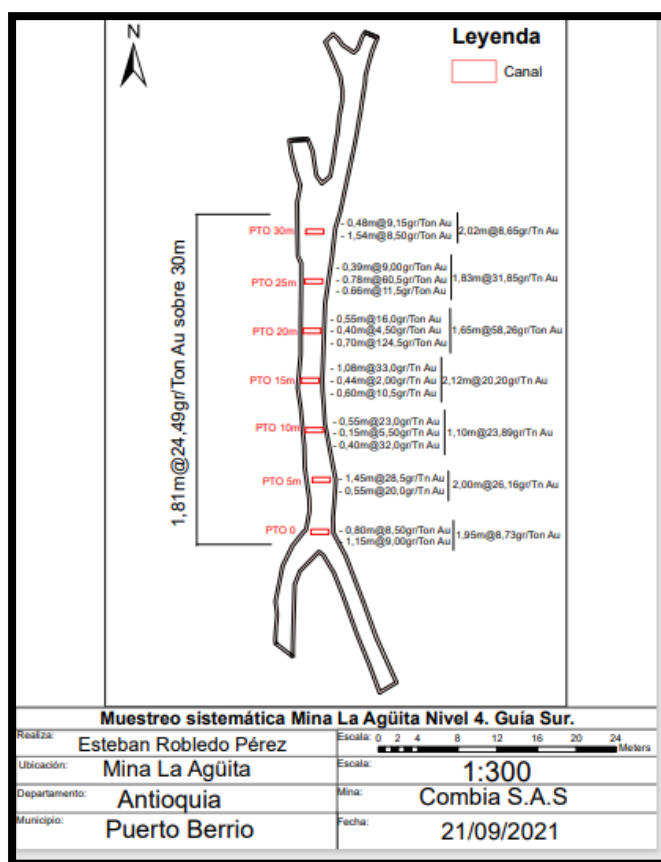 N
Leyenda
Canal
1,81m@24,49gr/Ton Au sobre 30m
PTO 30m
- 0,48m@9,15gr/Ton Au
- 1,54m@8,50gr/Ton Au
2,02m@8,65gr/Tn Au
PTO 25m
- 0,39m@9,00gr/Ton Au
- 0.78m@60,5gr/Ton Au
- 0.66m@11,5gr/Ton Au
1,83m@31,85gr/Ton Au
PTO 20m
- 0,55m@16,0gr/Ton Au
- 0,40m@4,50gr/Ton Au
- 0,70m@124,5gr/Ton Au
1,65m@58,26gr/Ton Au
PTO 15m
- 1,08m@33,0gr/Tn Au
- 0,44m@2,00gr/Tn Au
- 0,60m@10,5gr/Tn Au
2,12m@20,20gr/Tn Au
PTO 10m
- 0,55m@23,0gr/Tn Au
- 0,15m@5,50gr/Tn Au
- 0,40m@32,0gr/Tn Au
1,10m@23,89gr/Tn Au
PTO 5m
- 1,45m@28,5gr/Tn Au
- 0,55m@20,0gr/Tn Au
2,00m@26,16gr/Tn Au
PTO 0
- 0,80m@8,50gr/Ton Au
- 1,15m@9,00gr/Ton Au
1,95m@8,73gr/Ton Au
Muestreo sistemática Mina La Agüita Nivel 4. Guía Sur.
Realiza:
Esteban Robledo Pérez
Escala: 0 2 4 8 12 16 20 24
Meters
Ubicación:
Mina La Agüita
Escala:
1:300
Departamento:
Antioquia
Mina:
Combia S.A.S
Municipio:
Puerto Berrio
Fecha:
21/09/2021